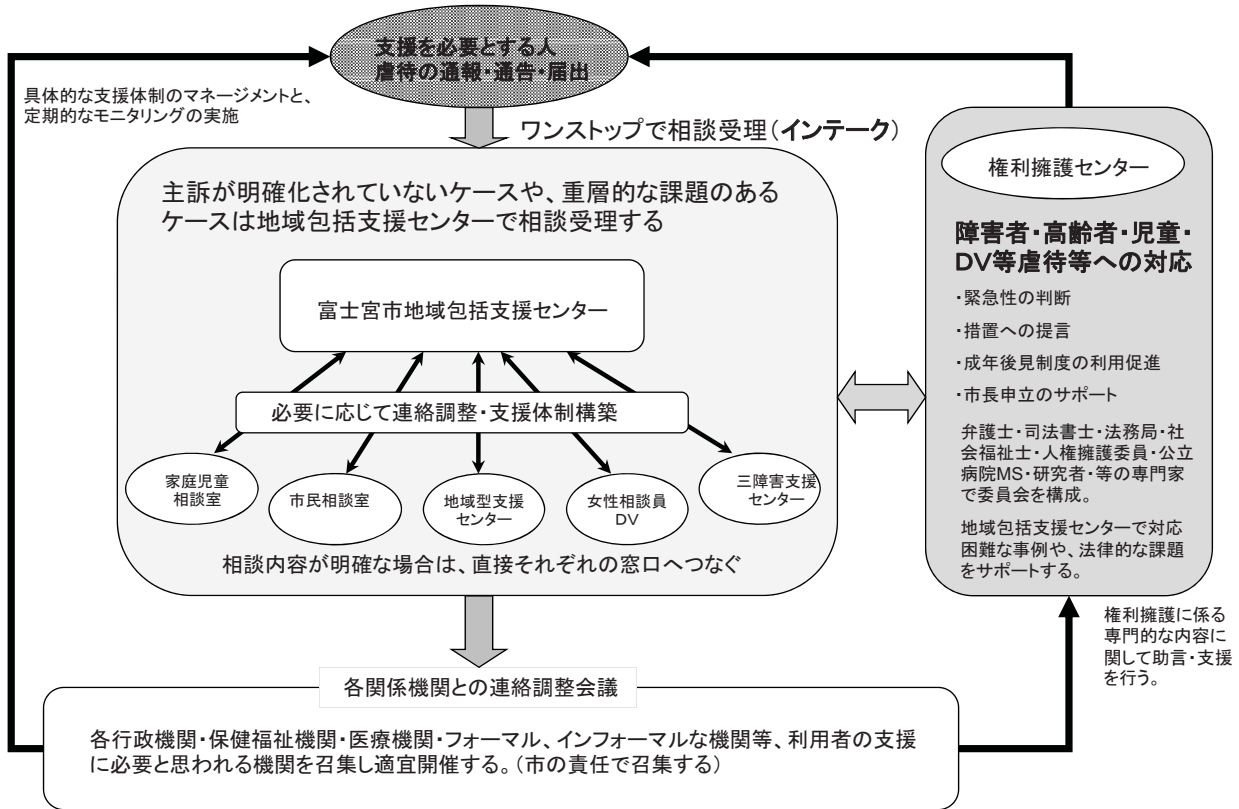 支援を必要とする人
虐待の通報・通告・届出
具体的な支援体制のマネージメントと、
定期的なモニタリングの実施
ワンストップで相談受理(インテーク)
主訴が明確化されていないケースや、重層的な課題のある
ケースは地域包括支援センターで相談受理する
富士宮市地域包括支援センター
必要に応じて連絡調整・支援体制構築
家庭児童
相談室
市民相談室
地域型支援
センター
女性相談員
DV
三障害支援
センター
相談内容が明確な場合は、直接それぞれの窓口へつなぐ
権利擁護センター
障害者・高齢者・児童・
DV等虐待等への対応
・緊急性の判断
・措置への提言
・成年後見制度の利用促進
・市長申立のサポート
弁護士・司法書士・法務局・社
会福祉士・人権擁護委員・公立
病院MS・研究者・等の専門家
で委員会を構成。
地域包括支援センターで対応
困難な事例や、法律的な課題
をサポートする。
権利擁護に係る
専門的な内容に
関して助言・支援
を行う。
各関係機関との連絡調整会議
各行政機関・保健福祉機関・医療機関・フォーマル、インフォーマルな機関等、利用者の支援
に必要と思われる機関を召集し適宜開催する。(市の責任で召集する)